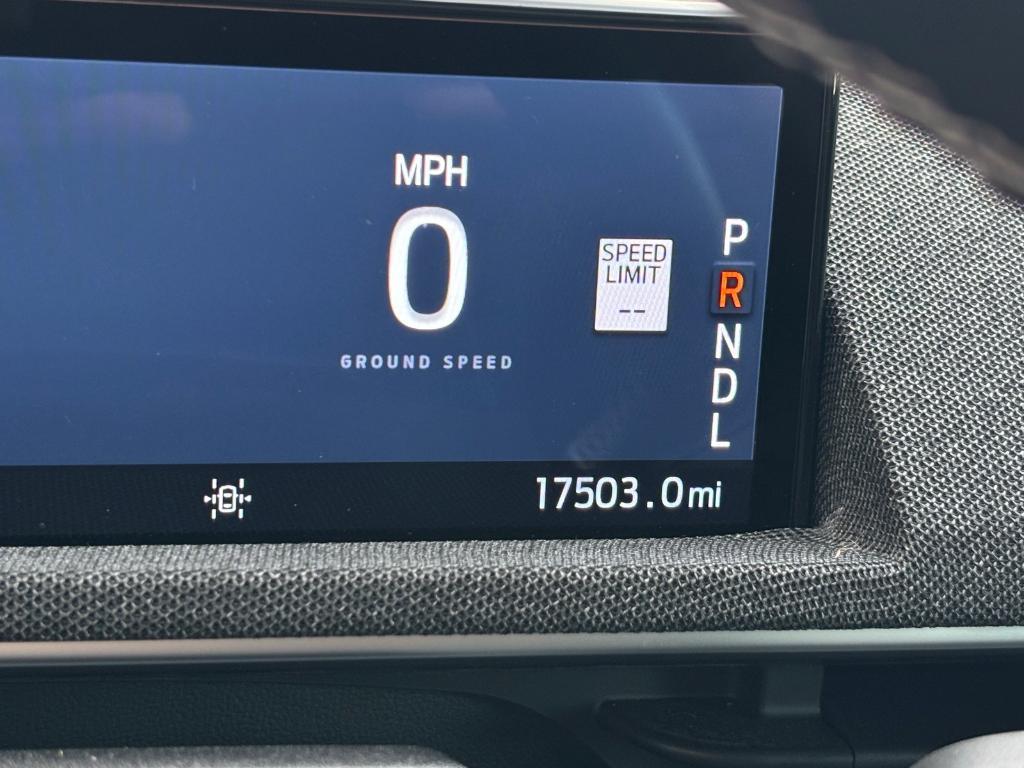 MPH
0
GROUND SPEED
SPEED
LIMIT
--
P
R
N
D
L
17503.0mi